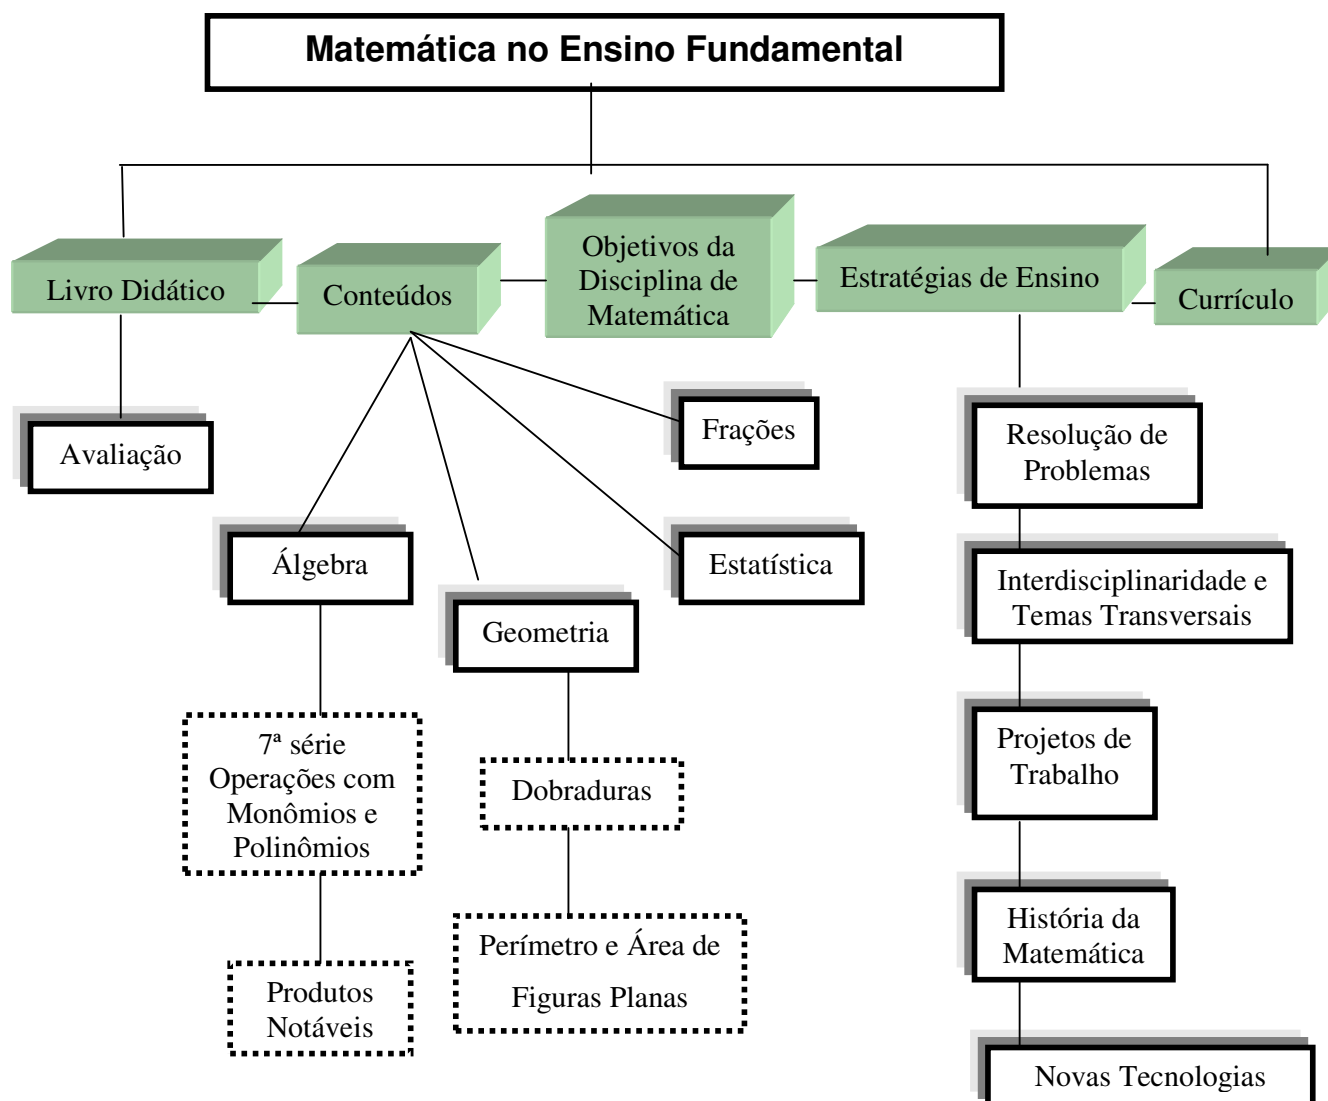 Matemática no Ensino Fundamental
Livro Didático
Conteúdos
Objetivos da
Disciplina de
Matemática
Estratégias de Ensino
Currículo
Avaliação
Frações
Resolução de
Problemas
Álgebra
Estatística
Interdisciplinaridade e
Temas Transversais
Geometria
7ª série
Operações com
Monômios e
Polinômios
Dobraduras
Projetos de
Trabalho
Perímetro e Área de
Figuras Planas
História da
Matemática
Produtos
Notáveis
Novas Tecnologias